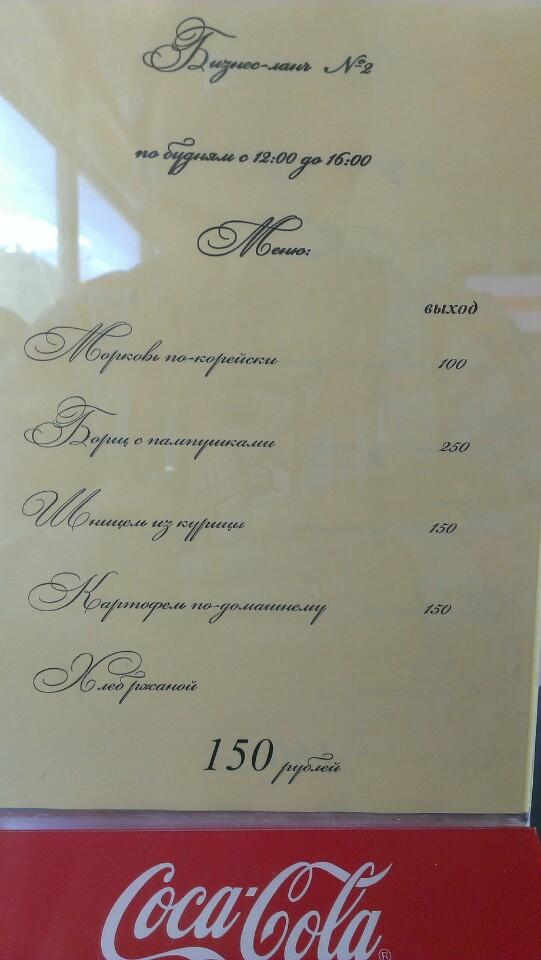 Бизнес-ланч №2
по будням с 12:00 до 16:00
Меню:
выход
Морковь по-корейски 100
Борщ с пампушками 250
Шницель из курицы 150
Картофель по-домашнему 150
Хлеб ржаной
150 рублей
Coca-Cola®